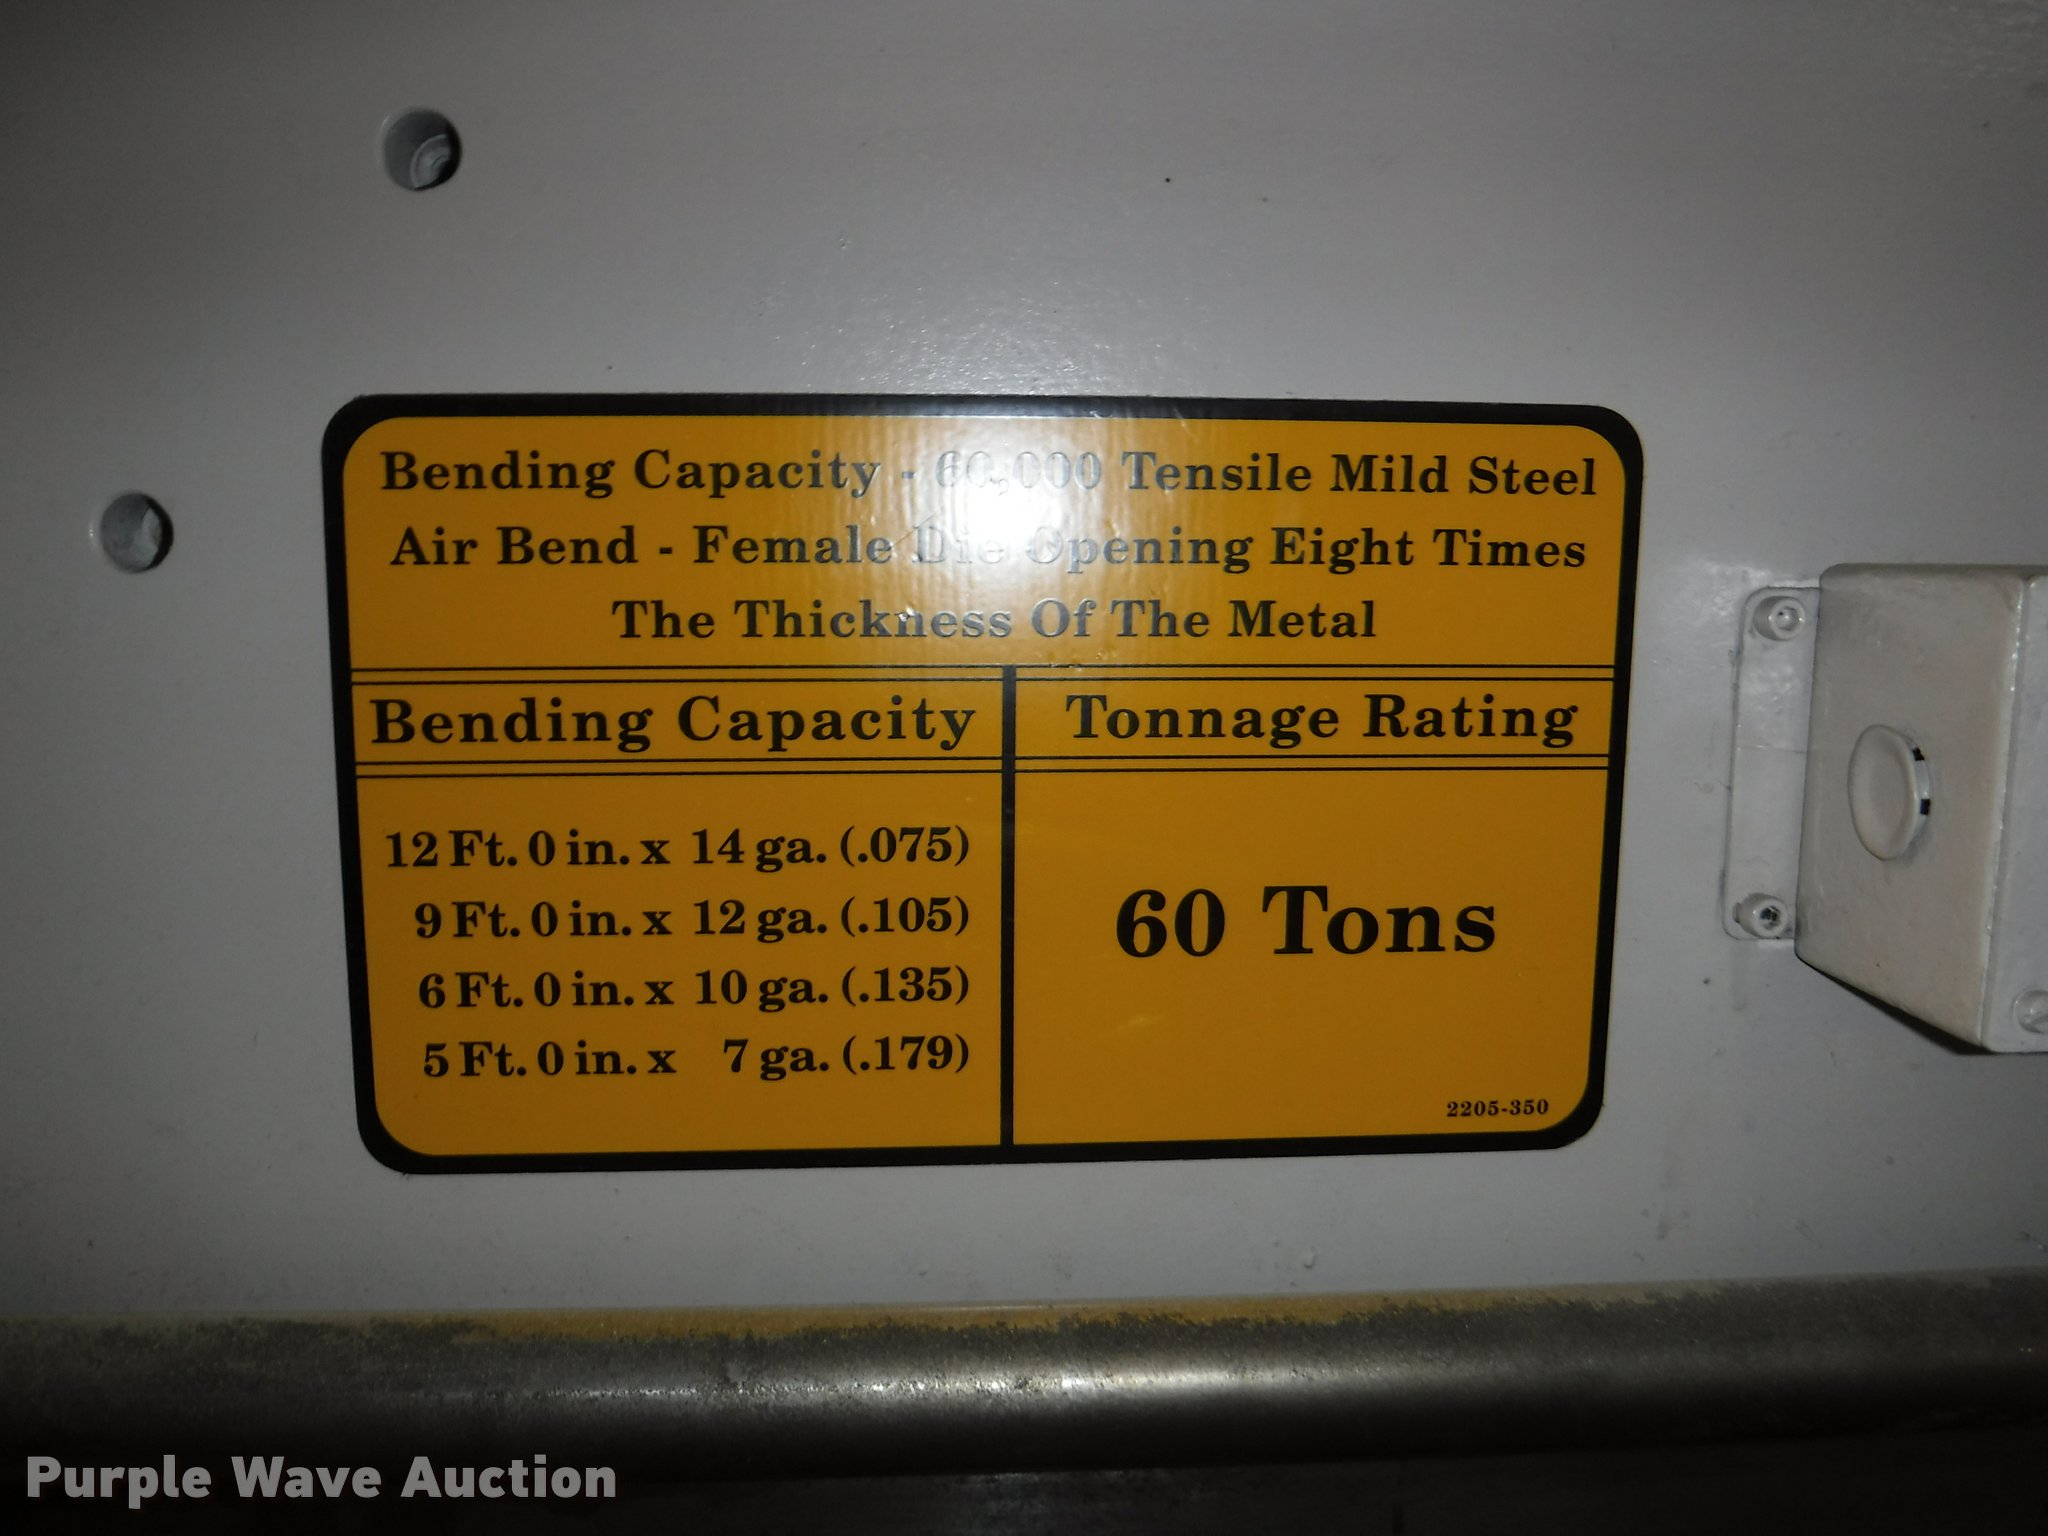 Bending Capacity - 60,000 Tensile Mild Steel
Air Bend - Female Die Opening Eight Times
The Thickness Of The Metal
Bending Capacity
Tonnage Rating
12 Ft. 0 in. x 14 ga. (.075)
9 Ft. 0 in. x 12 ga. (.105)
6 Ft. 0 in. x 10 ga. (.135)
5 Ft. 0 in. x 7 ga. (.179)
60 Tons
2205-350
Purple Wave Auction